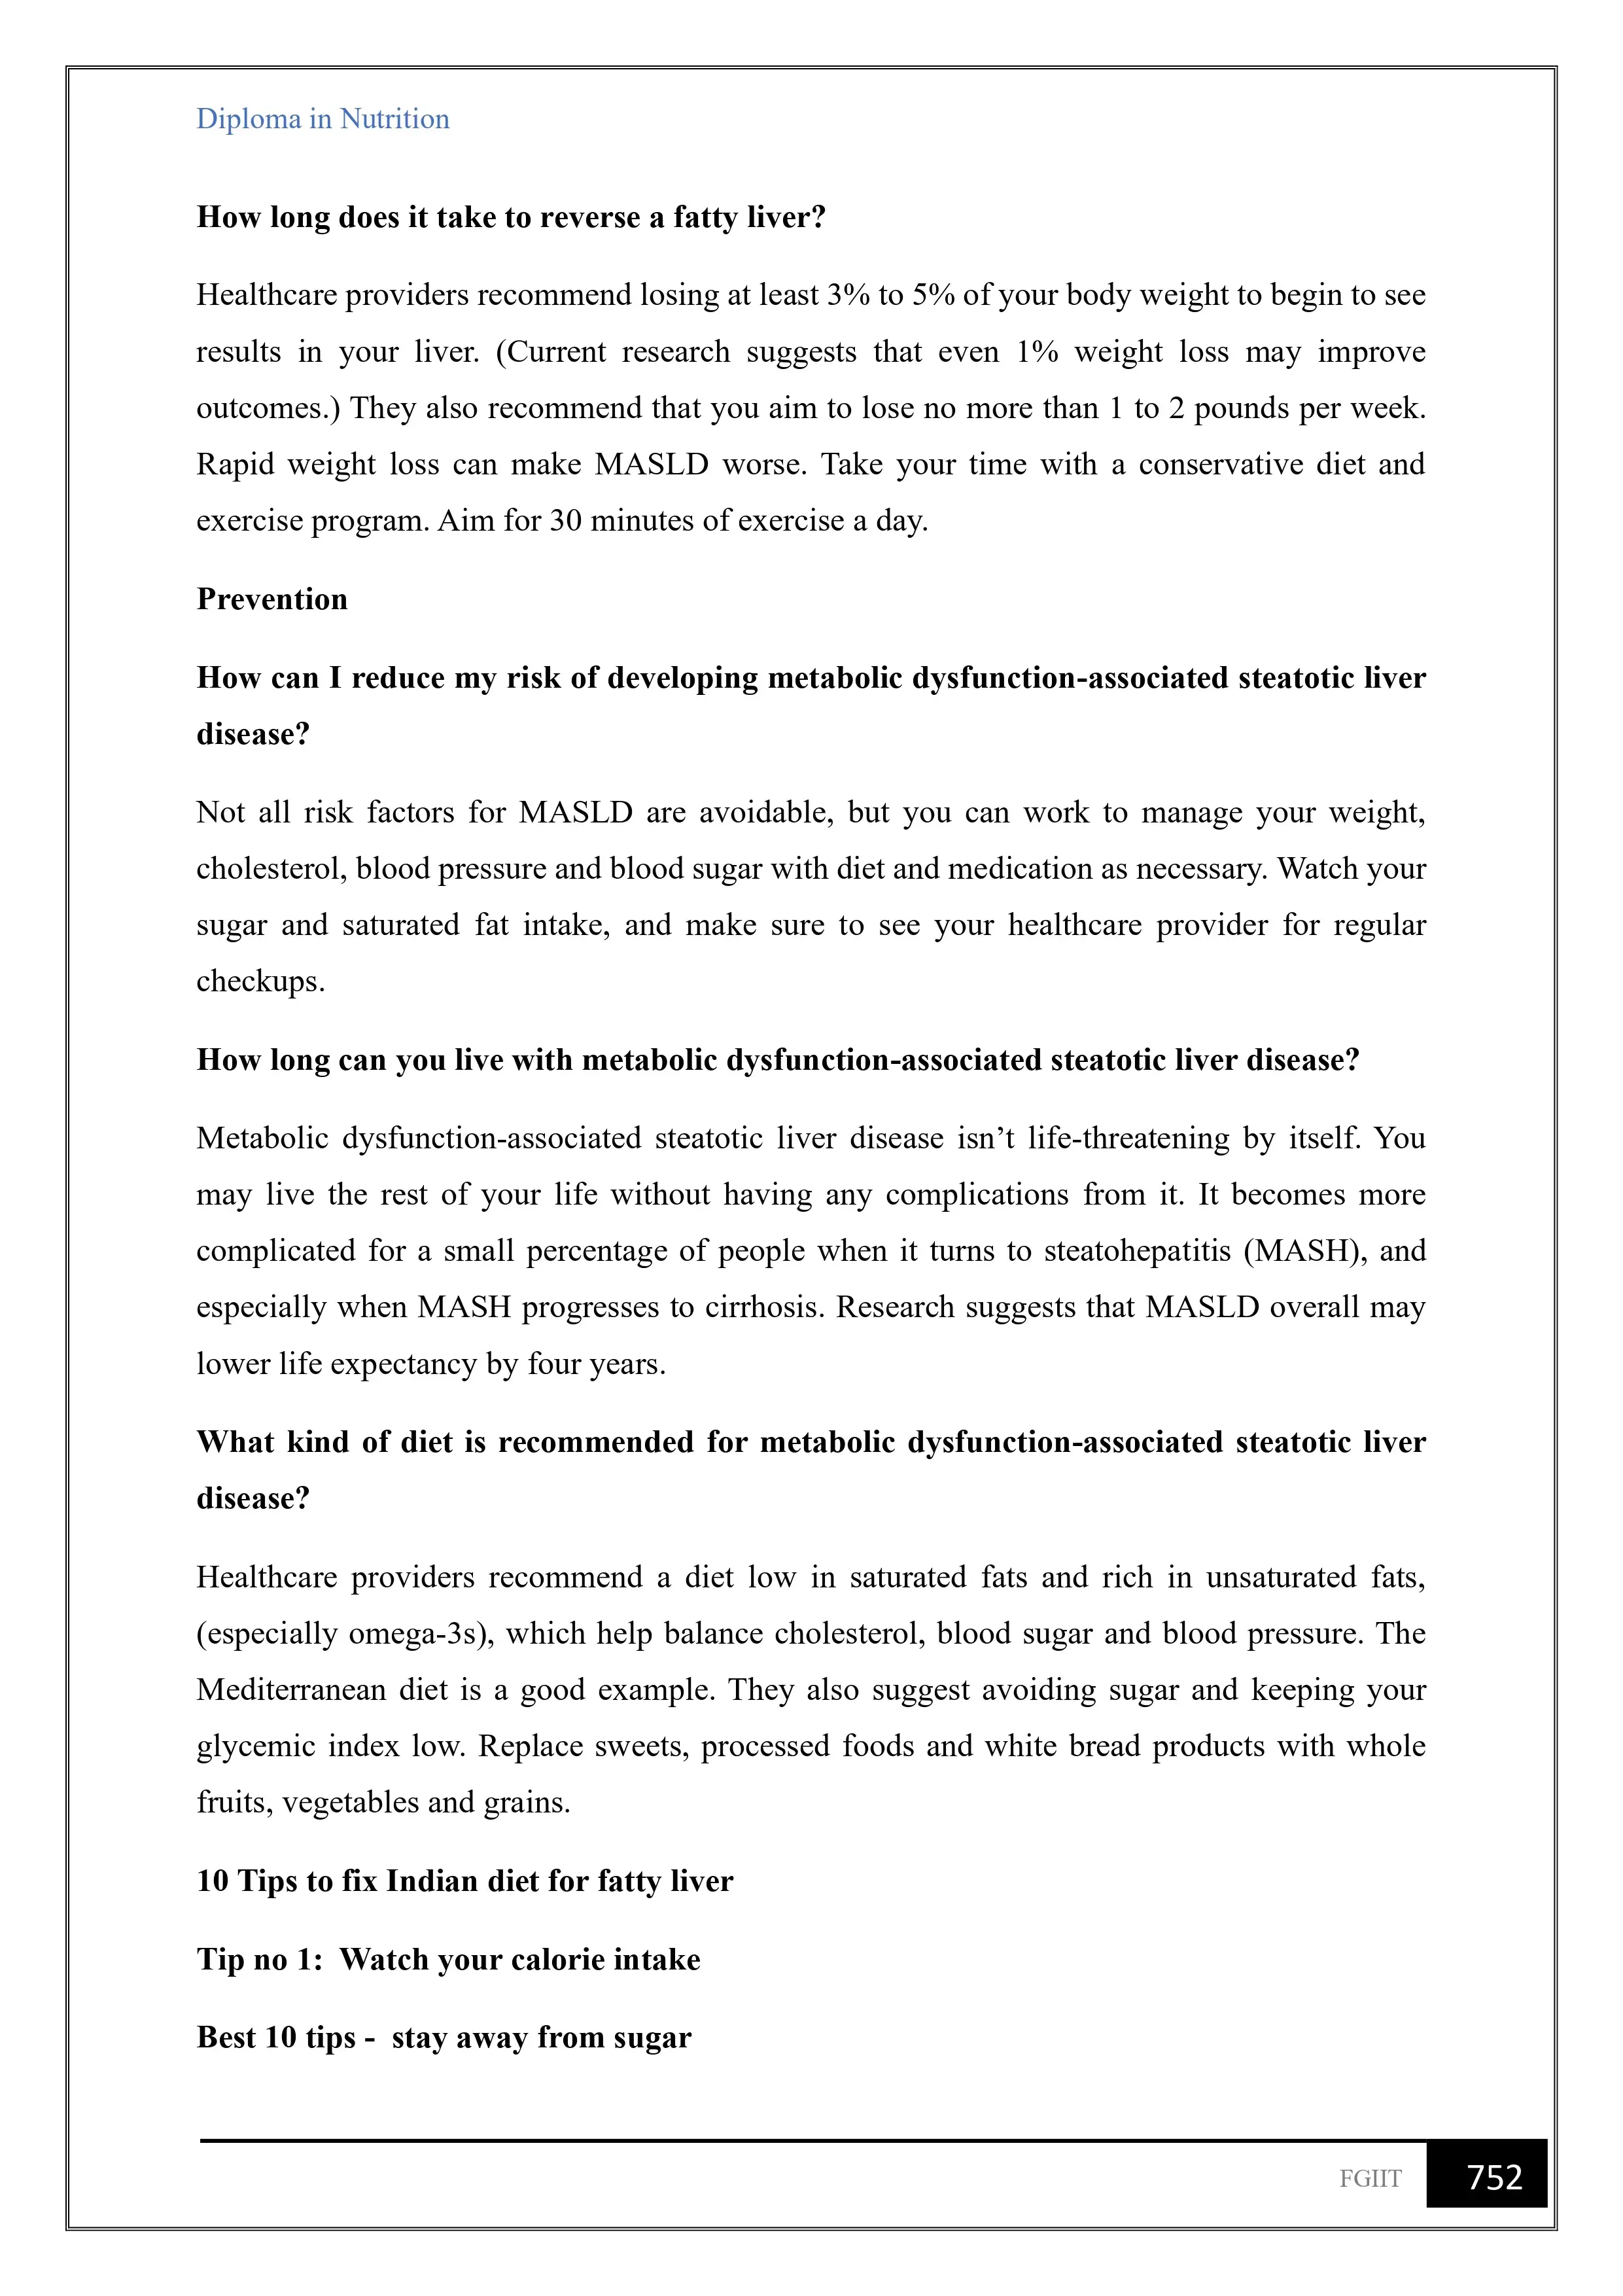 Diploma in Nutrition
How long does it take to reverse a fatty liver?
Healthcare providers recommend losing at least 3% to 5% of your body weight to begin to see
results in your liver. (Current research suggests that even 1% weight loss may improve
outcomes.) They also recommend that you aim to lose no more than 1 to 2 pounds per week.
Rapid weight loss can make MASLD worse. Take your time with a conservative diet and
exercise program. Aim for 30 minutes of exercise a day.
Prevention
How can I reduce my risk of developing metabolic dysfunction-associated steatotic liver
disease?
Not all risk factors for MASLD are avoidable, but you can work to manage your weight,
cholesterol, blood pressure and blood sugar with diet and medication as necessary. Watch your
sugar and saturated fat intake, and make sure to see your healthcare provider for regular
checkups.
How long can you live with metabolic dysfunction-associated steatotic liver disease?
Metabolic dysfunction-associated steatotic liver disease isn’t life-threatening by itself. You
may live the rest of your life without having any complications from it. It becomes more
complicated for a small percentage of people when it turns to steatohepatitis (MASH), and
especially when MASH progresses to cirrhosis. Research suggests that MASLD overall may
lower life expectancy by four years.
What kind of diet is recommended for metabolic dysfunction-associated steatotic liver
disease?
Healthcare providers recommend a diet low in saturated fats and rich in unsaturated fats,
(especially omega-3s), which help balance cholesterol, blood sugar and blood pressure. The
Mediterranean diet is a good example. They also suggest avoiding sugar and keeping your
glycemic index low. Replace sweets, processed foods and white bread products with whole
fruits, vegetables and grains.
10 Tips to fix Indian diet for fatty liver
Tip no 1:  Watch your calorie intake
Best 10 tips -  stay away from sugar
FGIIT 752